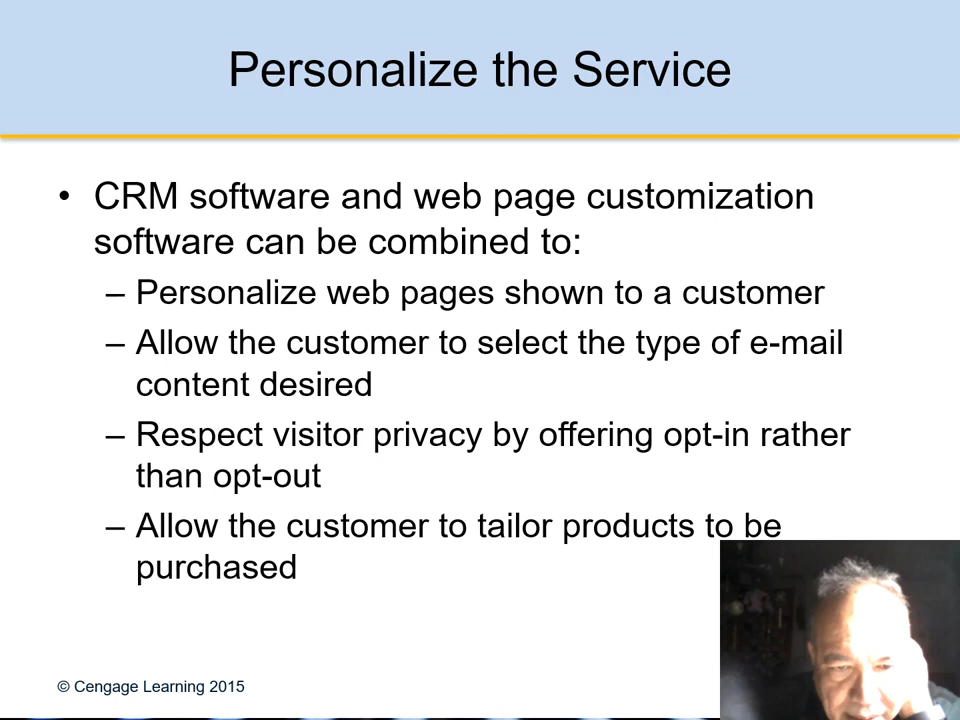 Personalize the Service
• CRM software and web page customization
software can be combined to:
– Personalize web pages shown to a customer
– Allow the customer to select the type of e-mail
content desired
– Respect visitor privacy by offering opt-in rather
than opt-out
– Allow the customer to tailor products to be
purchased
© Cengage Learning 2015